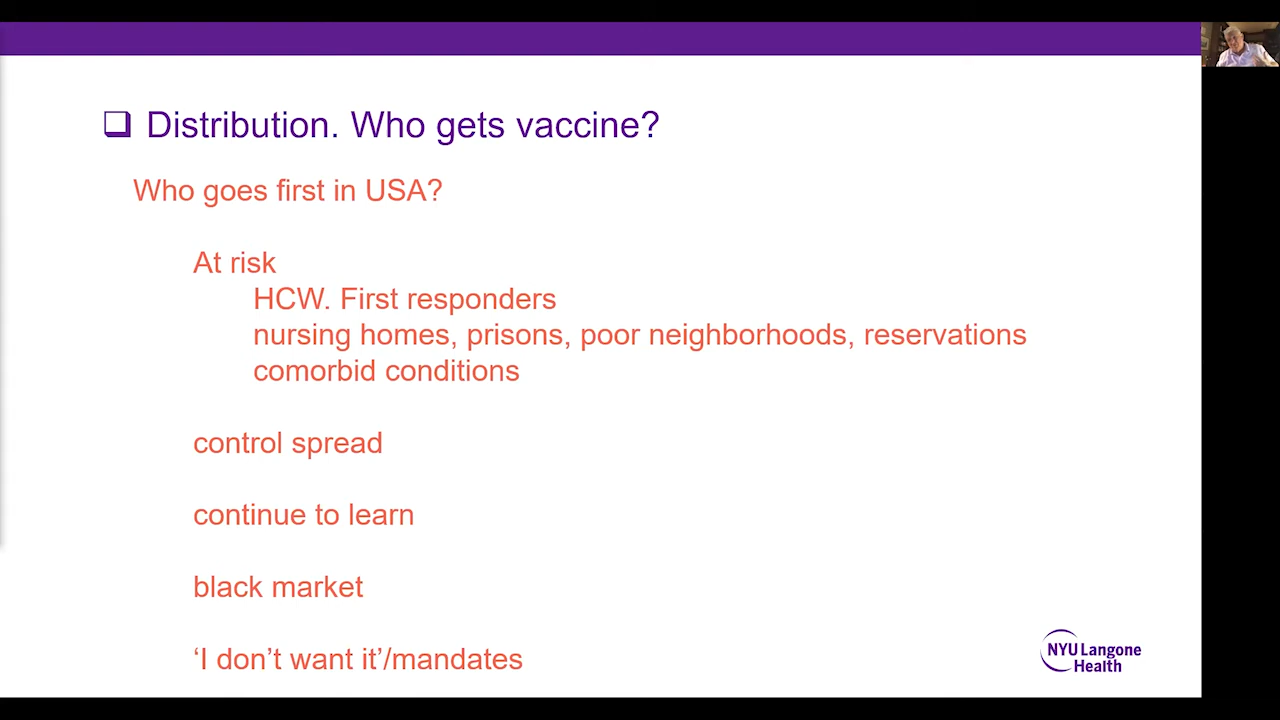 Distribution. Who gets vaccine?
Who goes first in USA?
At risk
HCW. First responders
nursing homes, prisons, poor neighborhoods, reservations
comorbid conditions
control spread
continue to learn
black market
‘I don’t want it’/mandates
NYU Langone
Health